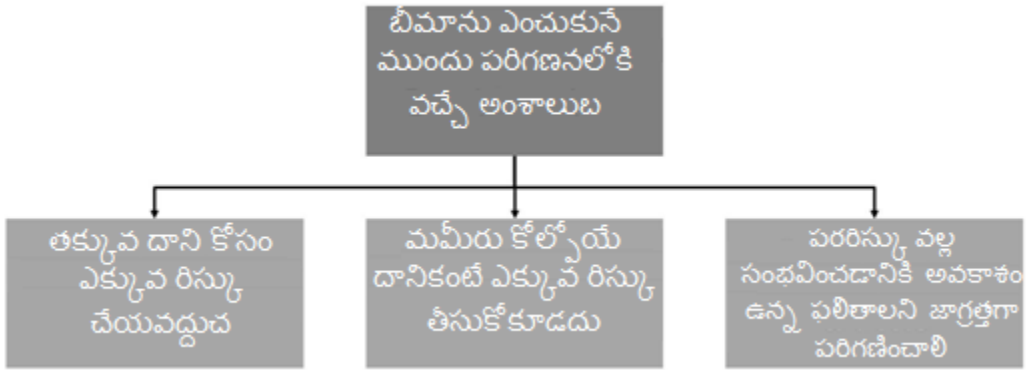 బీమాను ఎంచుకునే
ముందు పరిగణనలోకి
వచ్చే అంశాలుబ
తక్కువ దాని కోసం
ఎక్కువ రిస్కు
చేయవద్దుచ
మమీరు కోల్పోయే
దానికంటే ఎక్కువ రిస్కు
తీసుకోకూడదు
పరరిస్కు వల్ల
సంభవించడానికి అవకాశం
ఉన్న ఫలితాలని జాగ్రత్తగా
పరిగణించాలి